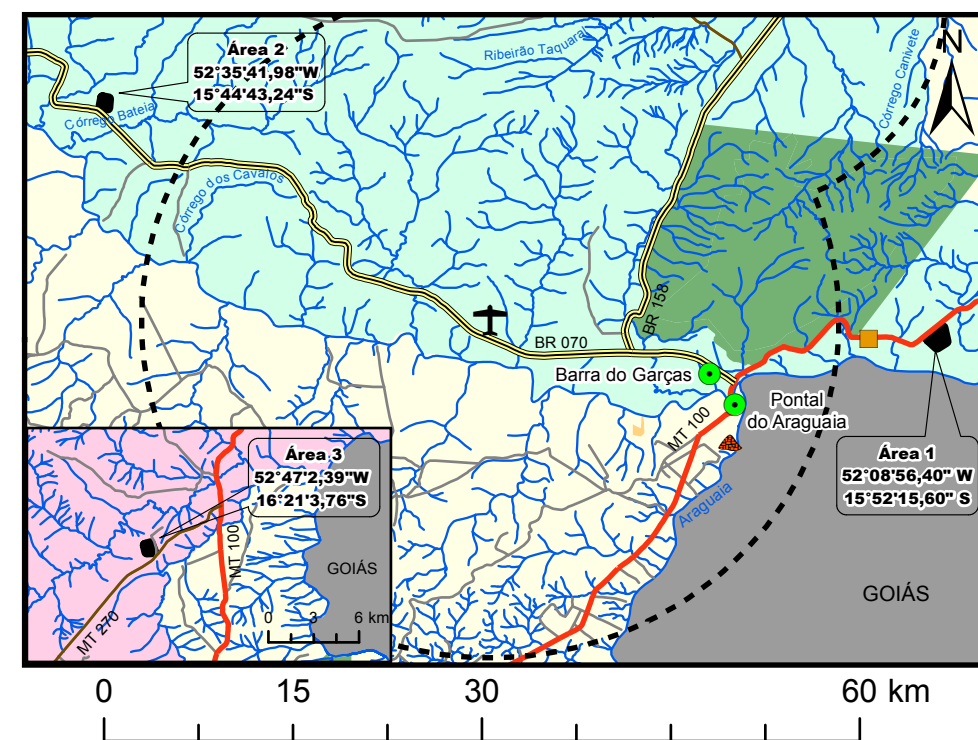 N
Área 2
52°35'41,98"W
15°44'43,24"S
Ribeirão Taquaral
Córrego Canivete
Córrego Bateia
Córrego dos Cavalos
BR 158
BR 070
Barra do Garças
Pontal
do Araguaia
MT 100
Área 1
52°08'56,40" W
15°52'15,60" S
Araguaia
GOIÁS
Área 3
52°47'2,39"W
16°21'3,76"S
MT 100
GOIÁS
MT 270
0 3 6 km
0 15 30 60 km